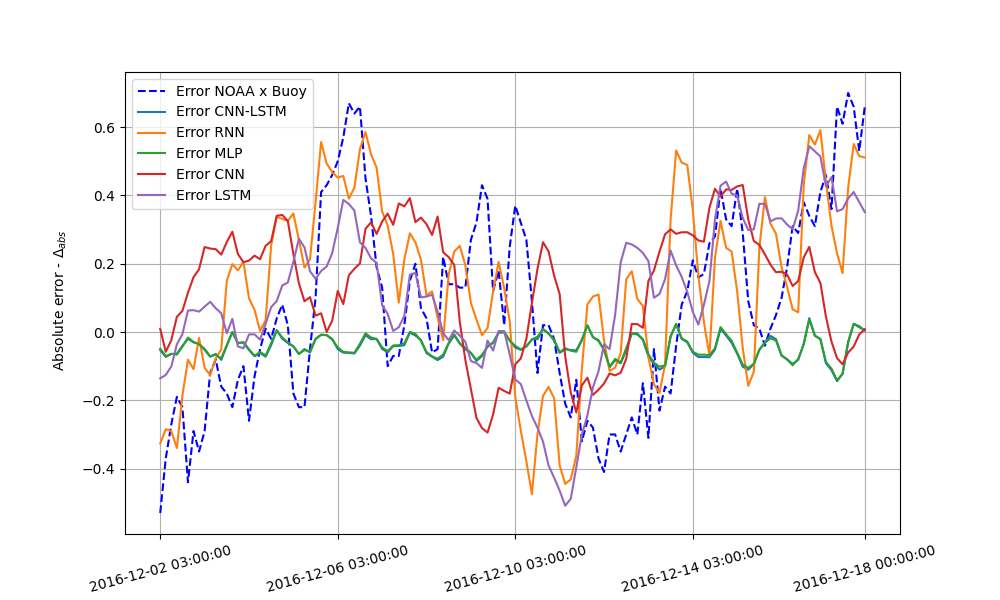 Error NOAA x Buoy
Error CNN-LSTM
Error RNN
Error MLP
Error CNN
Error LSTM
0.6
0.4
0.2
0.0
−0.2
−0.4
Absolute error - Δabs
2016-12-02 03:00:00
2016-12-06 03:00:00
2016-12-10 03:00:00
2016-12-14 03:00:00
2016-12-18 00:00:00